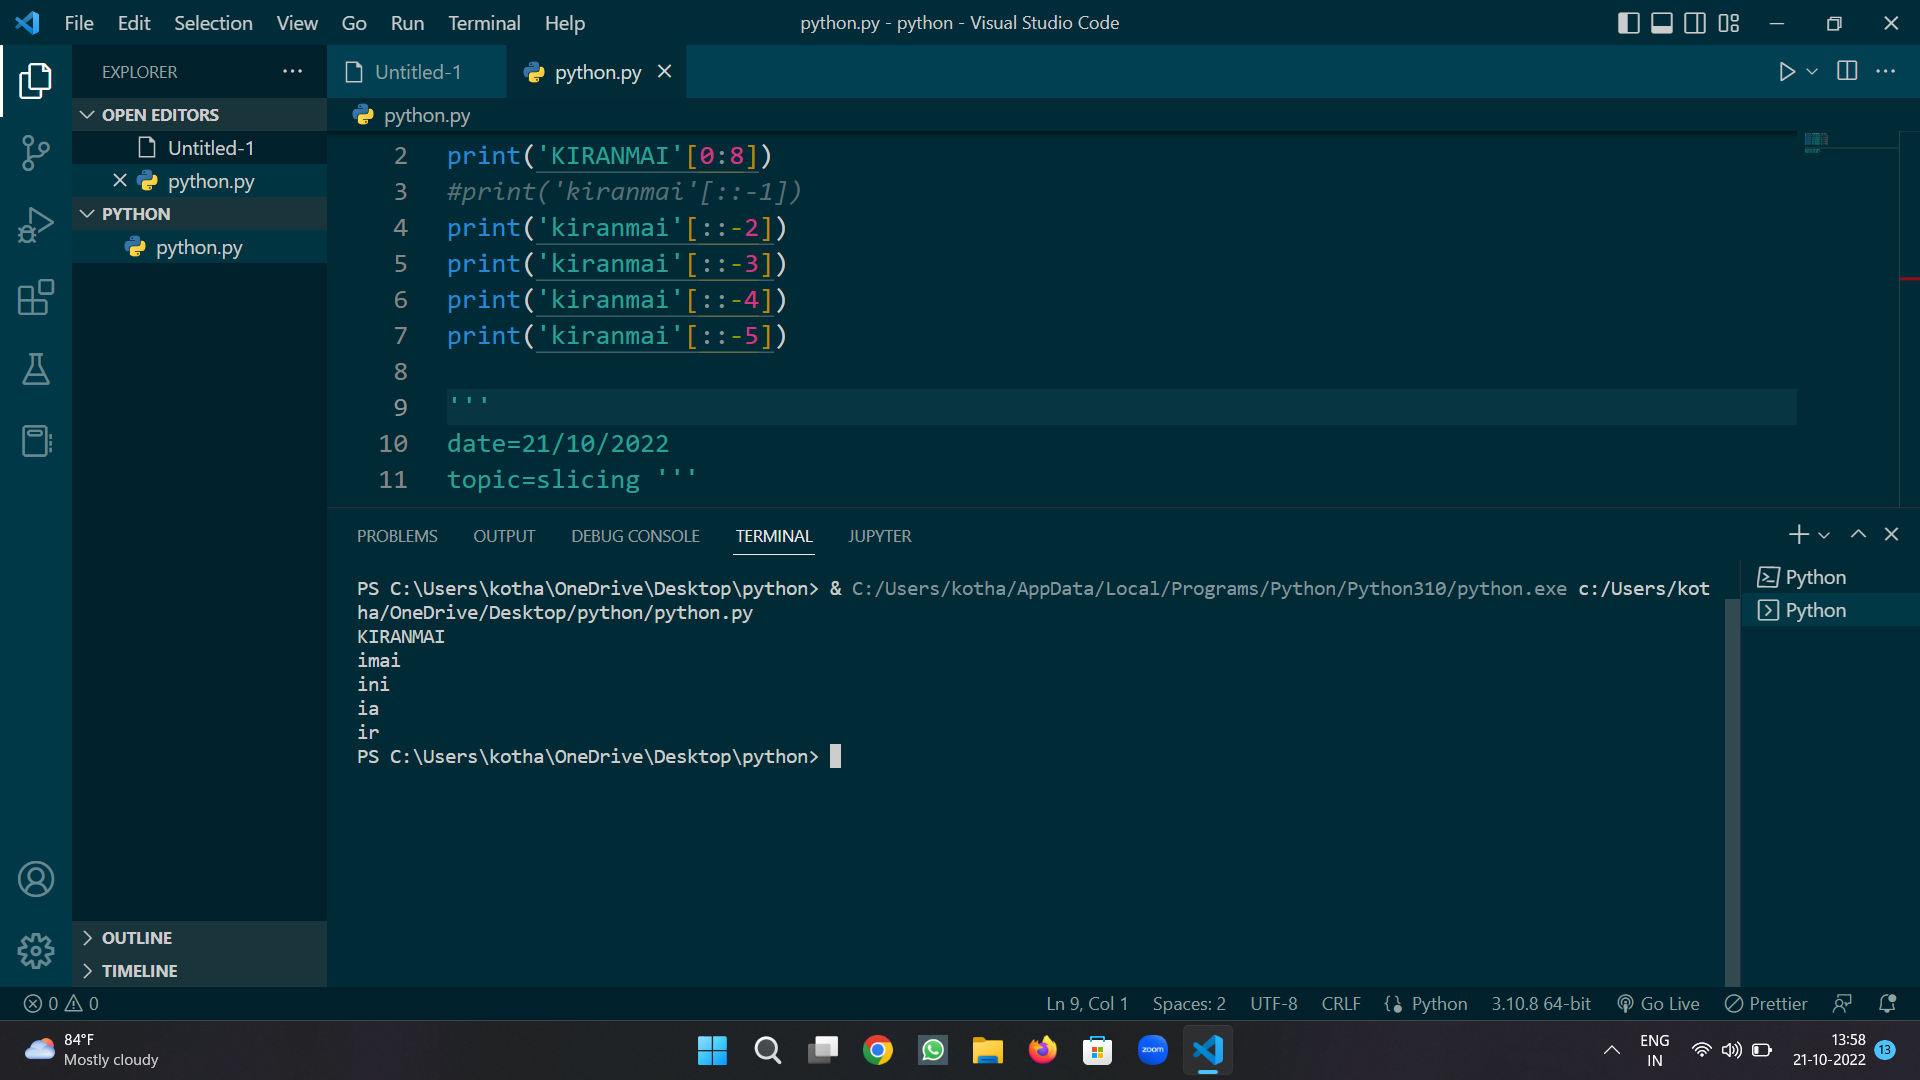 File Edit Selection View Go Run Terminal Help
python.py - python - Visual Studio Code
EXPLORER
Untitled-1
python.py
OPEN EDITORS
Untitled-1
python.py
PYTHON
python.py
OUTLINE
TIMELINE
python.py
2 print('KIRANMAI'[0:8])
3 #print('kiranmai'[::-1])
4 print('kiranmai'[::-2])
5 print('kiranmai'[::-3])
6 print('kiranmai'[::-4])
7 print('kiranmai'[::-5])
8
9 '''
10 date=21/10/2022
11 topic=slicing '''
PROBLEMS OUTPUT DEBUG CONSOLE TERMINAL JUPYTER
PS C:\Users\kotha\OneDrive\Desktop\python> & C:/Users/kotha/AppData/Local/Programs/Python/Python310/python.exe c:/Users/kot
ha/OneDrive/Desktop/python/python.py
KIRANMAI
imai
ini
ia
ir
PS C:\Users\kotha\OneDrive\Desktop\python>
Python
Python
0 0
Ln 9, Col 1 Spaces: 2 UTF-8 CRLF Python 3.10.8 64-bit Go Live Prettier
84°F
Mostly cloudy
zoom
ENG
IN
13:58
21-10-2022
13